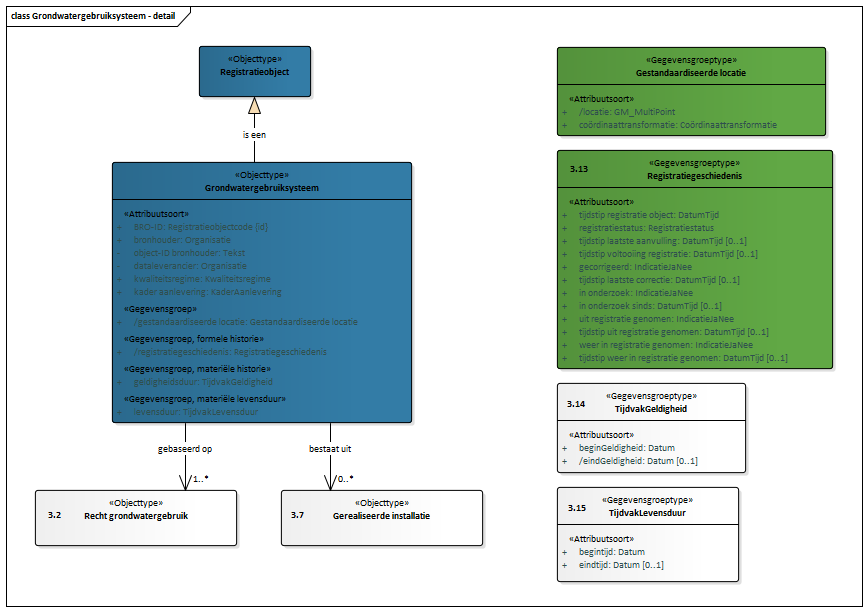 class Grondwatergebruiksysteem - detail
«Objecttype»
Registratieobject
is een
«Objecttype»
Grondwatergebruiksysteem
«Attribuutsoort»
+ BRO-ID: Registratieobjectcode {id}
+ bronhouder: Organisatie
- object-ID bronhouder: Tekst
- dataleverancier: Organisatie
+ kwaliteitsregime: Kwaliteitsregime
+ kader aanlevering: KaderAanlevering
«Gegevensgroep»
+ /gestandaardiseerde locatie: Gestandaardiseerde locatie
«Gegevensgroep, formele historie»
+ /registratiegeschiedenis: Registratiegeschiedenis
«Gegevensgroep, materiële historie»
+ geldigheidsduur: TijdvakGeldigheid
«Gegevensgroep, materiële levensduur»
+ levensduur: TijdvakLevensduur
gebaseerd op
1..*
bestaat uit
0..*
«Objecttype»
3.2 Recht grondwatergebruik
«Objecttype»
3.7 Gerealiseerde installatie
«Gegevensgroeptype»
Gestandaardiseerde locatie
«Attribuutsoort»
+ /locatie: GM_MultiPoint
+ coördinaattransformatie: Coördinaattransformatie
«Gegevensgroeptype»
3.13 Registratiegeschiedenis
«Attribuutsoort»
+ tijdstip registratie object: DatumTijd
+ registratiestatus: Registratiestatus
+ tijdstip laatste aanvulling: DatumTijd [0..1]
+ tijdstip voltooiing registratie: DatumTijd [0..1]
+ gecorrigeerd: IndicatieJaNee
+ tijdstip laatste correctie: DatumTijd [0..1]
+ in onderzoek: IndicatieJaNee
+ in onderzoek sinds: DatumTijd [0..1]
+ uit registratie genomen: IndicatieJaNee
+ tijdstip uit registratie genomen: DatumTijd [0..1]
+ weer in registratie genomen: IndicatieJaNee
+ tijdstip weer in registratie genomen: DatumTijd [0..1]
«Gegevensgroeptype»
3.14 TijdvakGeldigheid
«Attribuutsoort»
+ beginGeldigheid: Datum
+ /eindGeldigheid: Datum [0..1]
«Gegevensgroeptype»
3.15 TijdvakLevensduur
«Attribuutsoort»
+ begintijd: Datum
+ eindtijd: Datum [0..1]